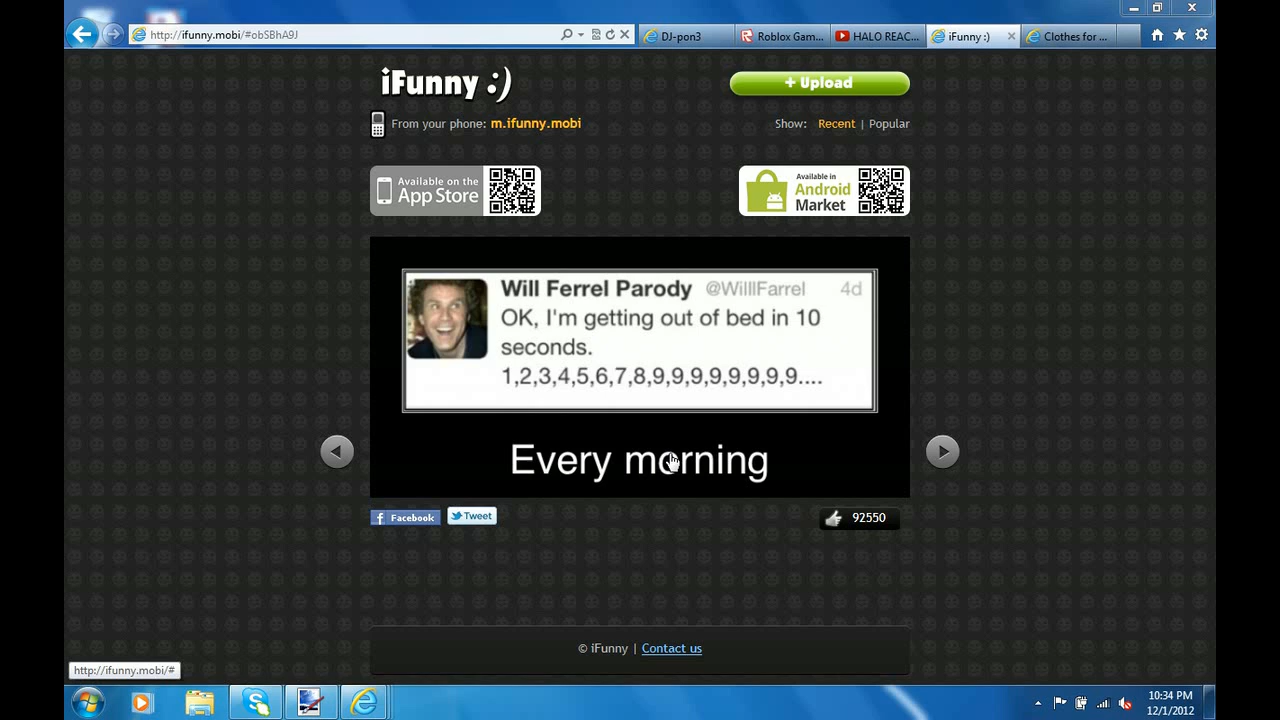 http://ifunny.mobi/#obSBhA9J
DJ-pon3
Roblox Gam...
HALO REAC...
iFunny :)
Clothes for ...
iFunny :)
+ Upload
From your phone: m.ifunny.mobi
Show: Recent | Popular
Available on the
App Store
Available in
Android
Market
Will Ferrel Parody @WilllFarrel 4d
OK, I'm getting out of bed in 10
seconds.
1,2,3,4,5,6,7,8,9,9,9,9,9,9,9,9....
Every morning
Facebook
Tweet
92550
© iFunny | Contact us
http://ifunny.mobi/#
10:34 PM
12/1/2012